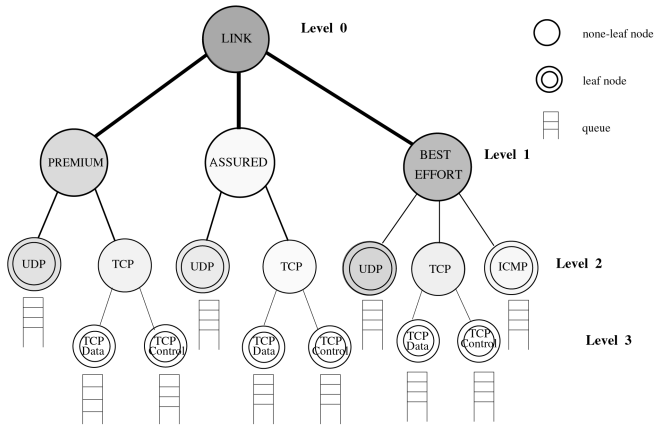 LINK
Level 0
none-leaf node
leaf node
queue
PREMIUM
ASSURED
BEST
EFFORT
Level 1
UDP
TCP
UDP
TCP
UDP
TCP
ICMP
Level 2
TCP
Data
TCP
Control
TCP
Data
TCP
Control
TCP
Data
TCP
Control
Level 3